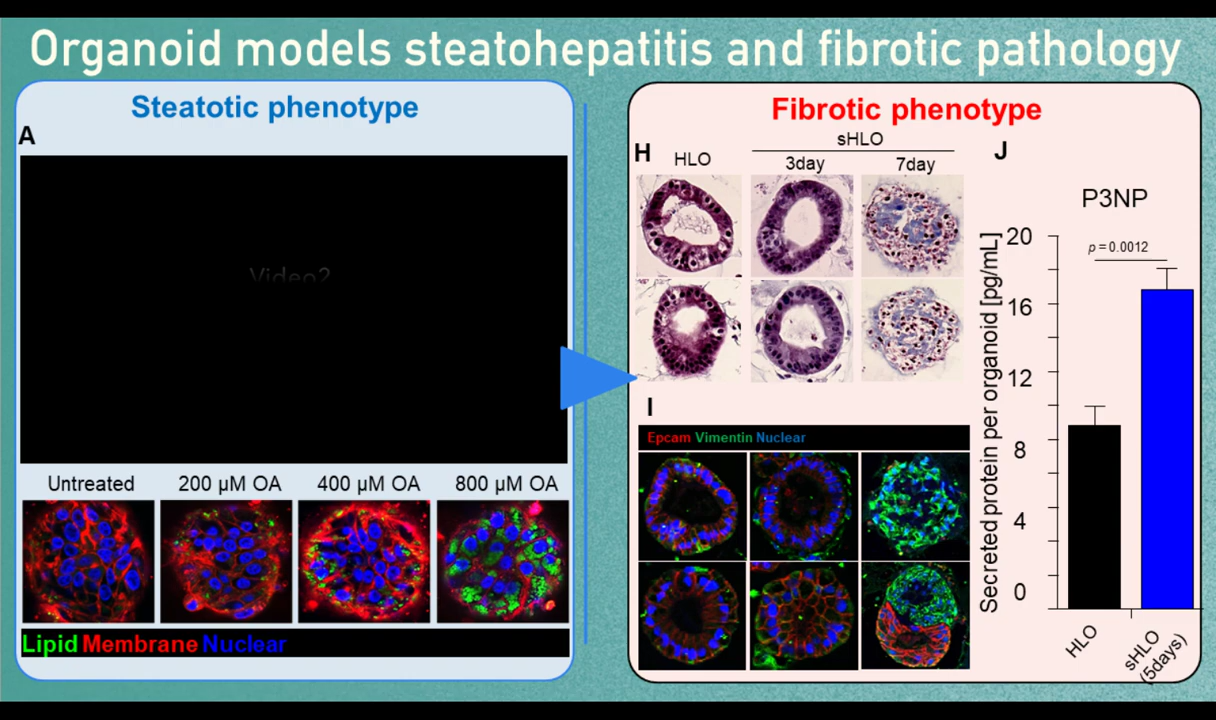 Organoid models steatohepatitis and fibrotic pathology
Steatotic phenotype
A
Video2
Untreated
200 µM OA
400 µM OA
800 µM OA
Lipid Membrane Nuclear
Fibrotic phenotype
H
HLO
sHLO
3day
7day
I
Epcam Vimentin Nuclear
J
P3NP
Secreted protein per organoid [pg/mL]
20
16
12
8
4
0
p = 0.0012
HLO
sHLO
(5days)